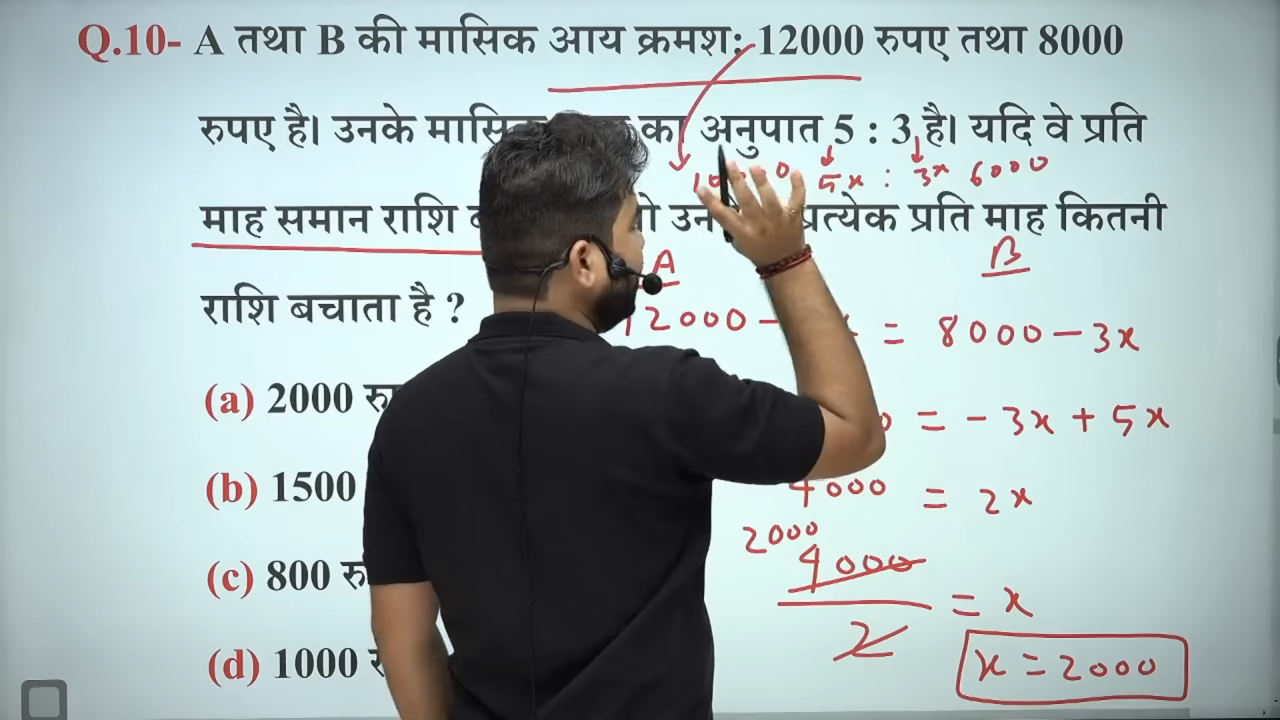 Q.10- A तथा B की मासिक आय क्रमश: 12000 रुपए तथा 8000
रुपए है। उनके का अनुपात 5 : 3 है। यदि वे प्रति
5x : 3x 6000
माह समान राशि प्रति माह कितनी
A B
राशि बचाता है ?
12000 – = 8000 – 3x
(a) 2000
= – 3x + 5x
(b) 1500
4000 = 2x
2000
4000
(c) 800
= x
2
(d) 1000
x = 2000